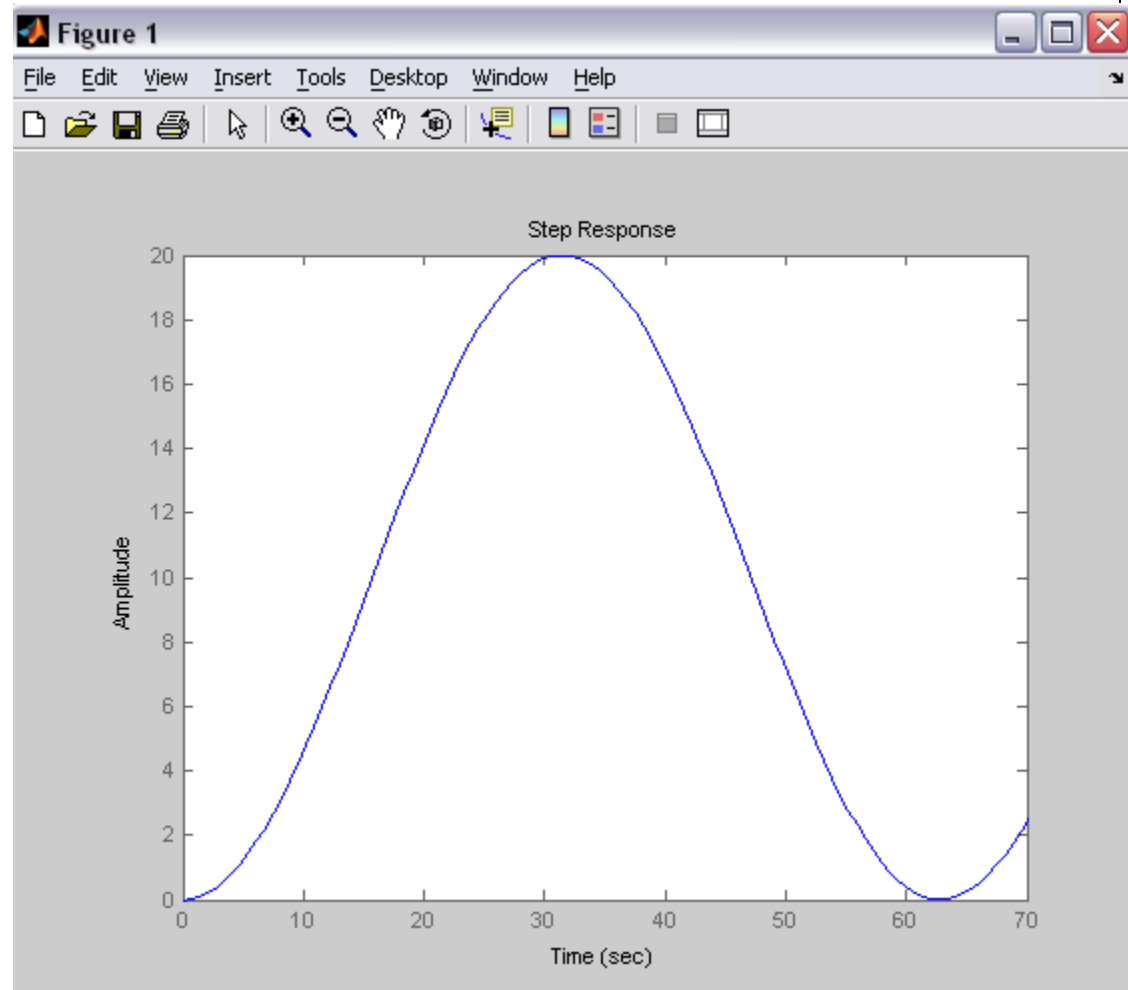 Figure 1
File Edit View Insert Tools Desktop Window Help
Step Response
20
18
16
14
12
10
8
6
4
2
0
Amplitude
0 10 20 30 40 50 60 70
Time (sec)